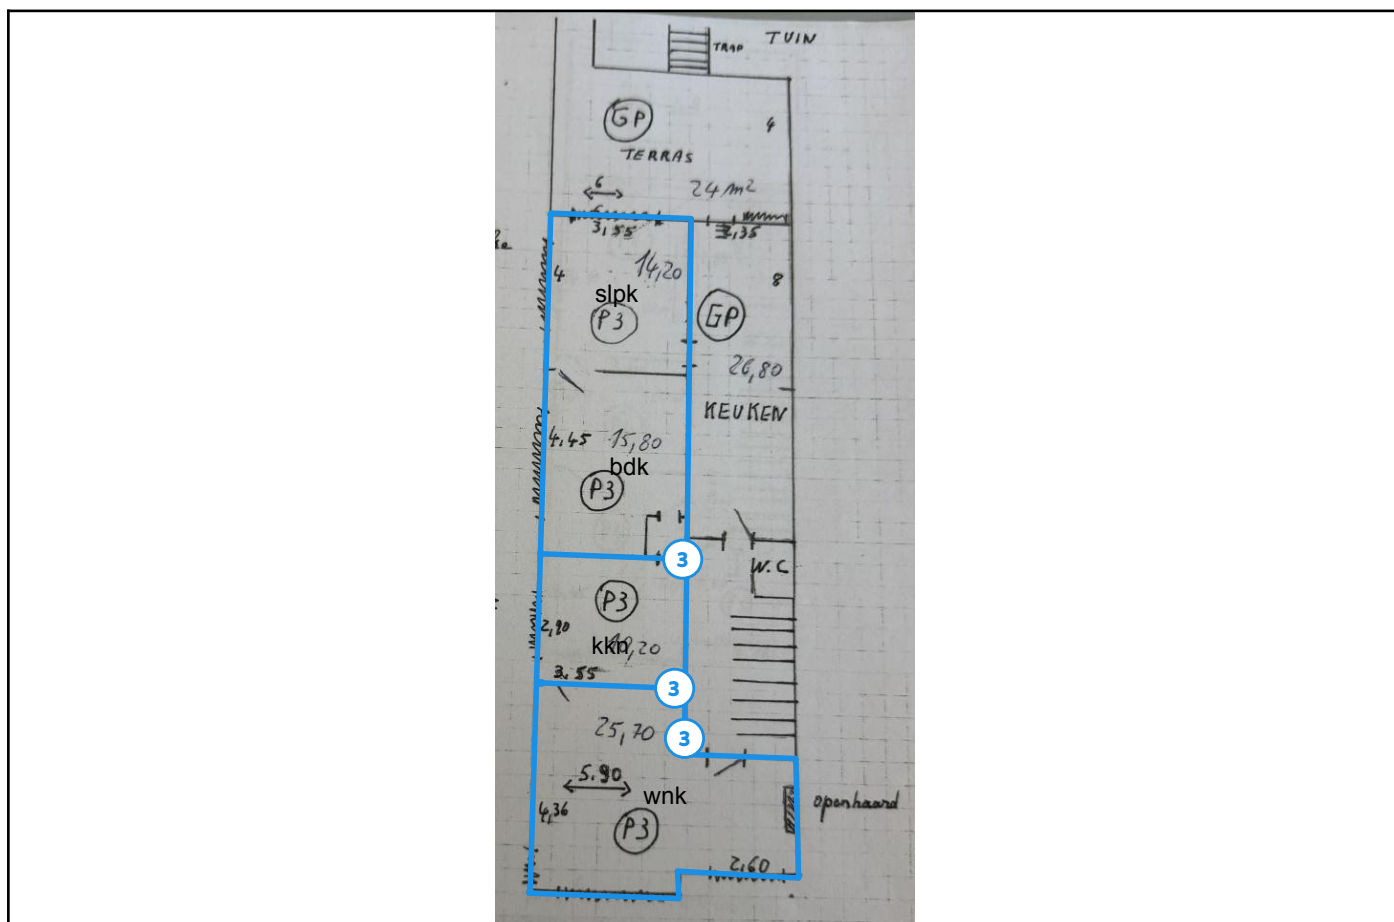 TUIN
TRAP
GP
4
TERRAS
6
24 m²
3,55
2,35
4
14,20
8
slpk
P3
GP
26,80
KEUKEN
4,45
15,80
bdk
P3
3
W.C
P3
2,90
kkn
,20
3,55
3
25,70
3
5.90
wnk
openhaard
4,36
P3
2,60